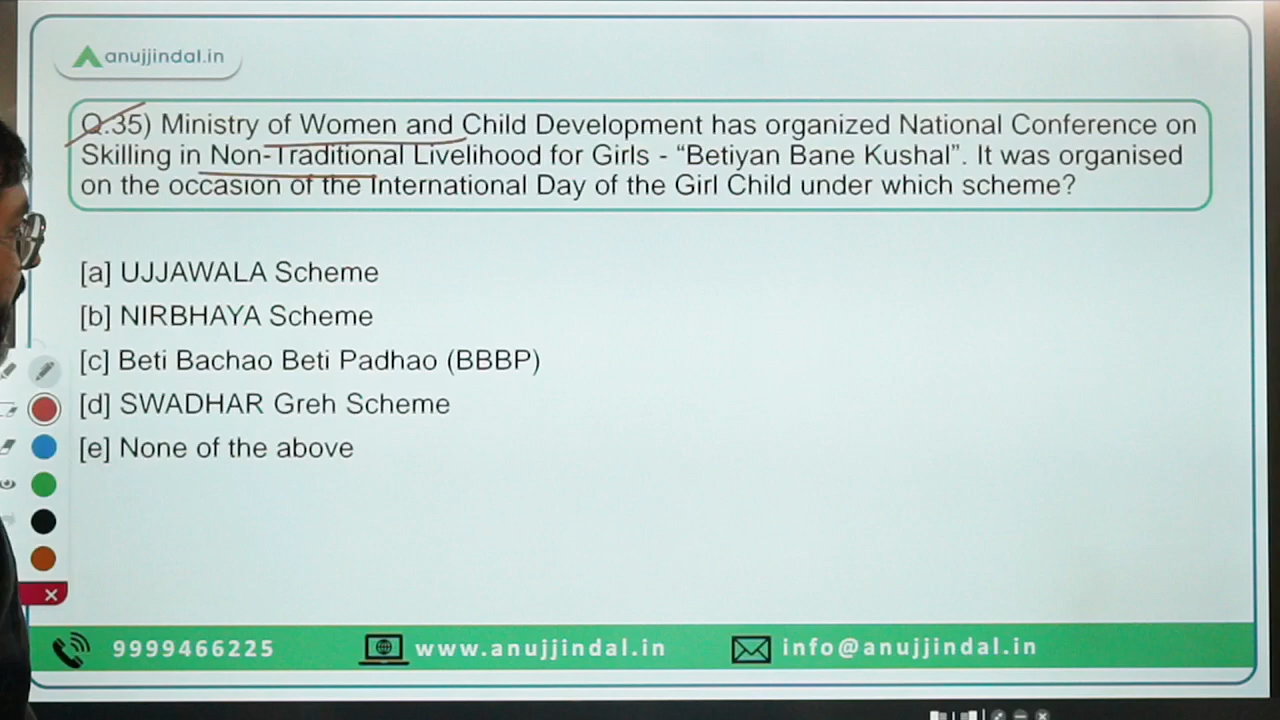 anujjindal.in
Q.35) Ministry of Women and Child Development has organized National Conference on
Skilling in Non-Traditional Livelihood for Girls - “Betiyan Bane Kushal”. It was organised
on the occasion of the International Day of the Girl Child under which scheme?
[a] UJJAWALA Scheme
[b] NIRBHAYA Scheme
[c] Beti Bachao Beti Padhao (BBBP)
[d] SWADHAR Greh Scheme
[e] None of the above
9999466225 www.anujjindal.in info@anujjindal.in